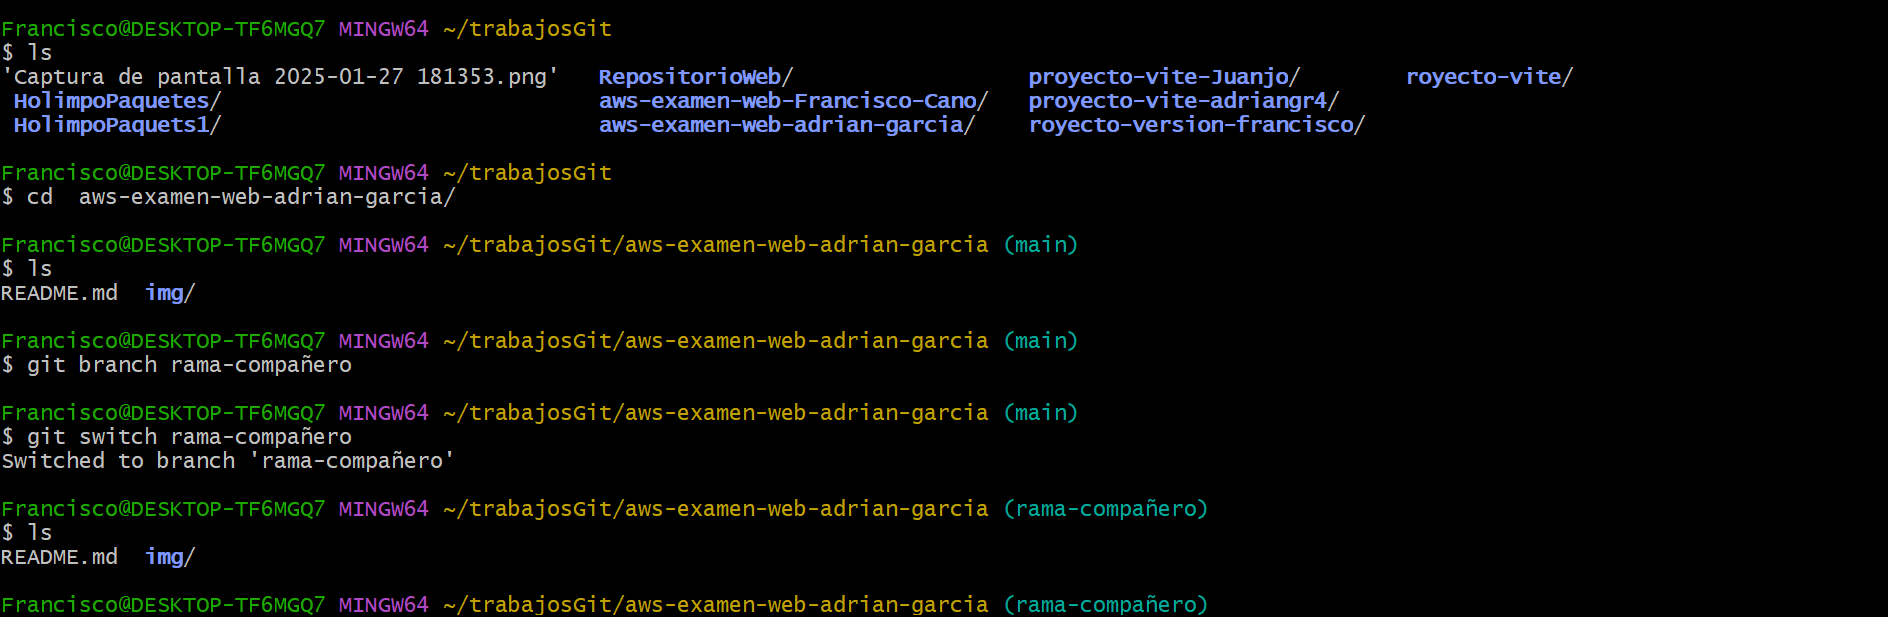 Francisco@DESKTOP-TF6MGQ7 MINGW64 ~/trabajosGit
$ ls
'Captura de pantalla 2025-01-27 181353.png'   RepositorioWeb/                  proyecto-vite-Juanjo/        royecto-vite/
 HolimpoPaquetes/                             aws-examen-web-Francisco-Cano/   proyecto-vite-adriangr4/
 HolimpoPaquets1/                             aws-examen-web-adrian-garcia/    royecto-version-francisco/
Francisco@DESKTOP-TF6MGQ7 MINGW64 ~/trabajosGit
$ cd  aws-examen-web-adrian-garcia/
Francisco@DESKTOP-TF6MGQ7 MINGW64 ~/trabajosGit/aws-examen-web-adrian-garcia (main)
$ ls
README.md  img/
Francisco@DESKTOP-TF6MGQ7 MINGW64 ~/trabajosGit/aws-examen-web-adrian-garcia (main)
$ git branch rama-compañero
Francisco@DESKTOP-TF6MGQ7 MINGW64 ~/trabajosGit/aws-examen-web-adrian-garcia (main)
$ git switch rama-compañero
Switched to branch 'rama-compañero'
Francisco@DESKTOP-TF6MGQ7 MINGW64 ~/trabajosGit/aws-examen-web-adrian-garcia (rama-compañero)
$ ls
README.md  img/
Francisco@DESKTOP-TF6MGQ7 MINGW64 ~/trabajosGit/aws-examen-web-adrian-garcia (rama-compañero)